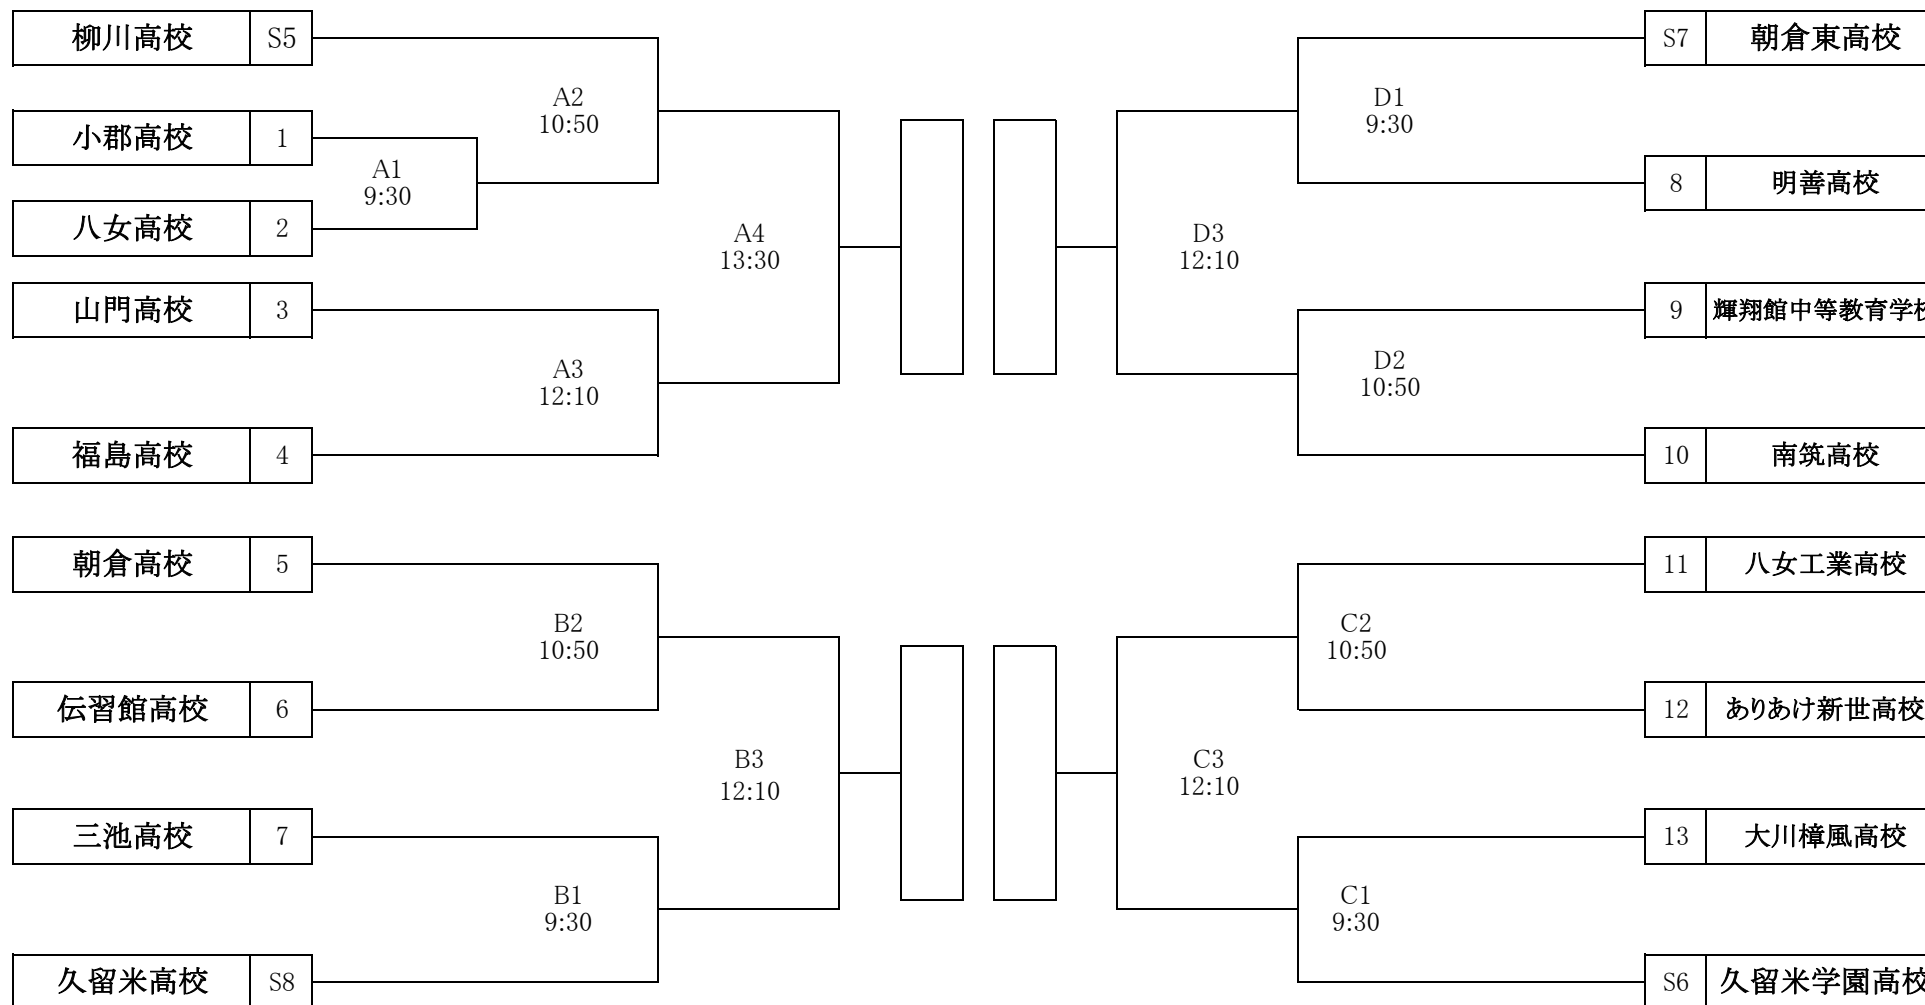 柳川高校 S5
S7 朝倉東高校
A2
10:50
D1
9:30
小郡高校 1
A1
9:30
八女高校 2
8 明善高校
A4
13:30
D3
12:10
山門高校 3
9 輝翔館中等教育学校
A3
12:10
D2
10:50
福島高校 4
10 南筑高校
朝倉高校 5
11 八女工業高校
B2
10:50
C2
10:50
伝習館高校 6
12 ありあけ新世高校
B3
12:10
C3
12:10
三池高校 7
13 大川樟風高校
B1
9:30
C1
9:30
久留米高校 S8
S6 久留米学園高校